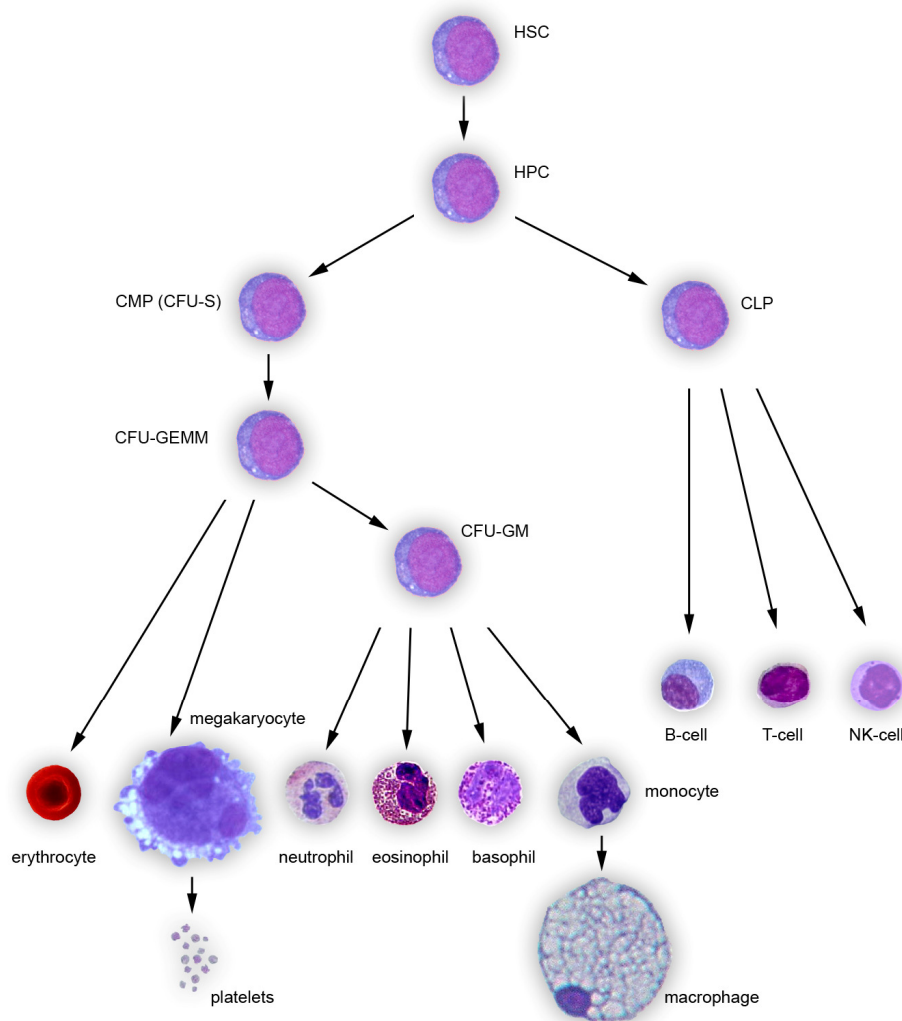 HSC
HPC
CMP (CFU-S)
CLP
CFU-GEMM
CFU-GM
megakaryocyte
B-cell
T-cell
NK-cell
monocyte
erythrocyte
neutrophil
eosinophil
basophil
platelets
macrophage